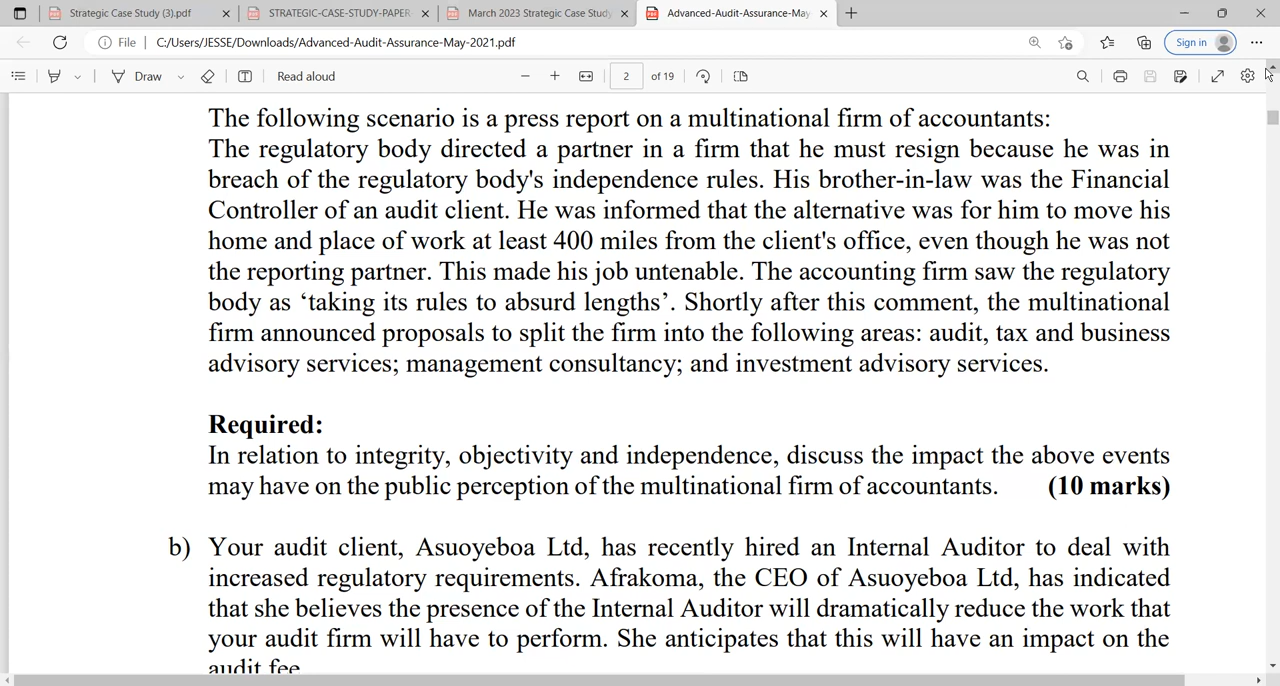 Strategic Case Study (3).pdf
STRATEGIC-CASE-STUDY-PAPER
March 2023 Strategic Case Study
Advanced-Audit-Assurance-May
File
C:/Users/JESSE/Downloads/Advanced-Audit-Assurance-May-2021.pdf
Sign in
Draw
Read aloud
2
of 19
The following scenario is a press report on a multinational firm of accountants:
The regulatory body directed a partner in a firm that he must resign because he was in
breach of the regulatory body's independence rules. His brother-in-law was the Financial
Controller of an audit client. He was informed that the alternative was for him to move his
home and place of work at least 400 miles from the client's office, even though he was not
the reporting partner. This made his job untenable. The accounting firm saw the regulatory
body as ‘taking its rules to absurd lengths’. Shortly after this comment, the multinational
firm announced proposals to split the firm into the following areas: audit, tax and business
advisory services; management consultancy; and investment advisory services.
Required:
In relation to integrity, objectivity and independence, discuss the impact the above events
may have on the public perception of the multinational firm of accountants. (10 marks)
b) Your audit client, Asuoyeboa Ltd, has recently hired an Internal Auditor to deal with
increased regulatory requirements. Afrakoma, the CEO of Asuoyeboa Ltd, has indicated
that she believes the presence of the Internal Auditor will dramatically reduce the work that
your audit firm will have to perform. She anticipates that this will have an impact on the
audit fee